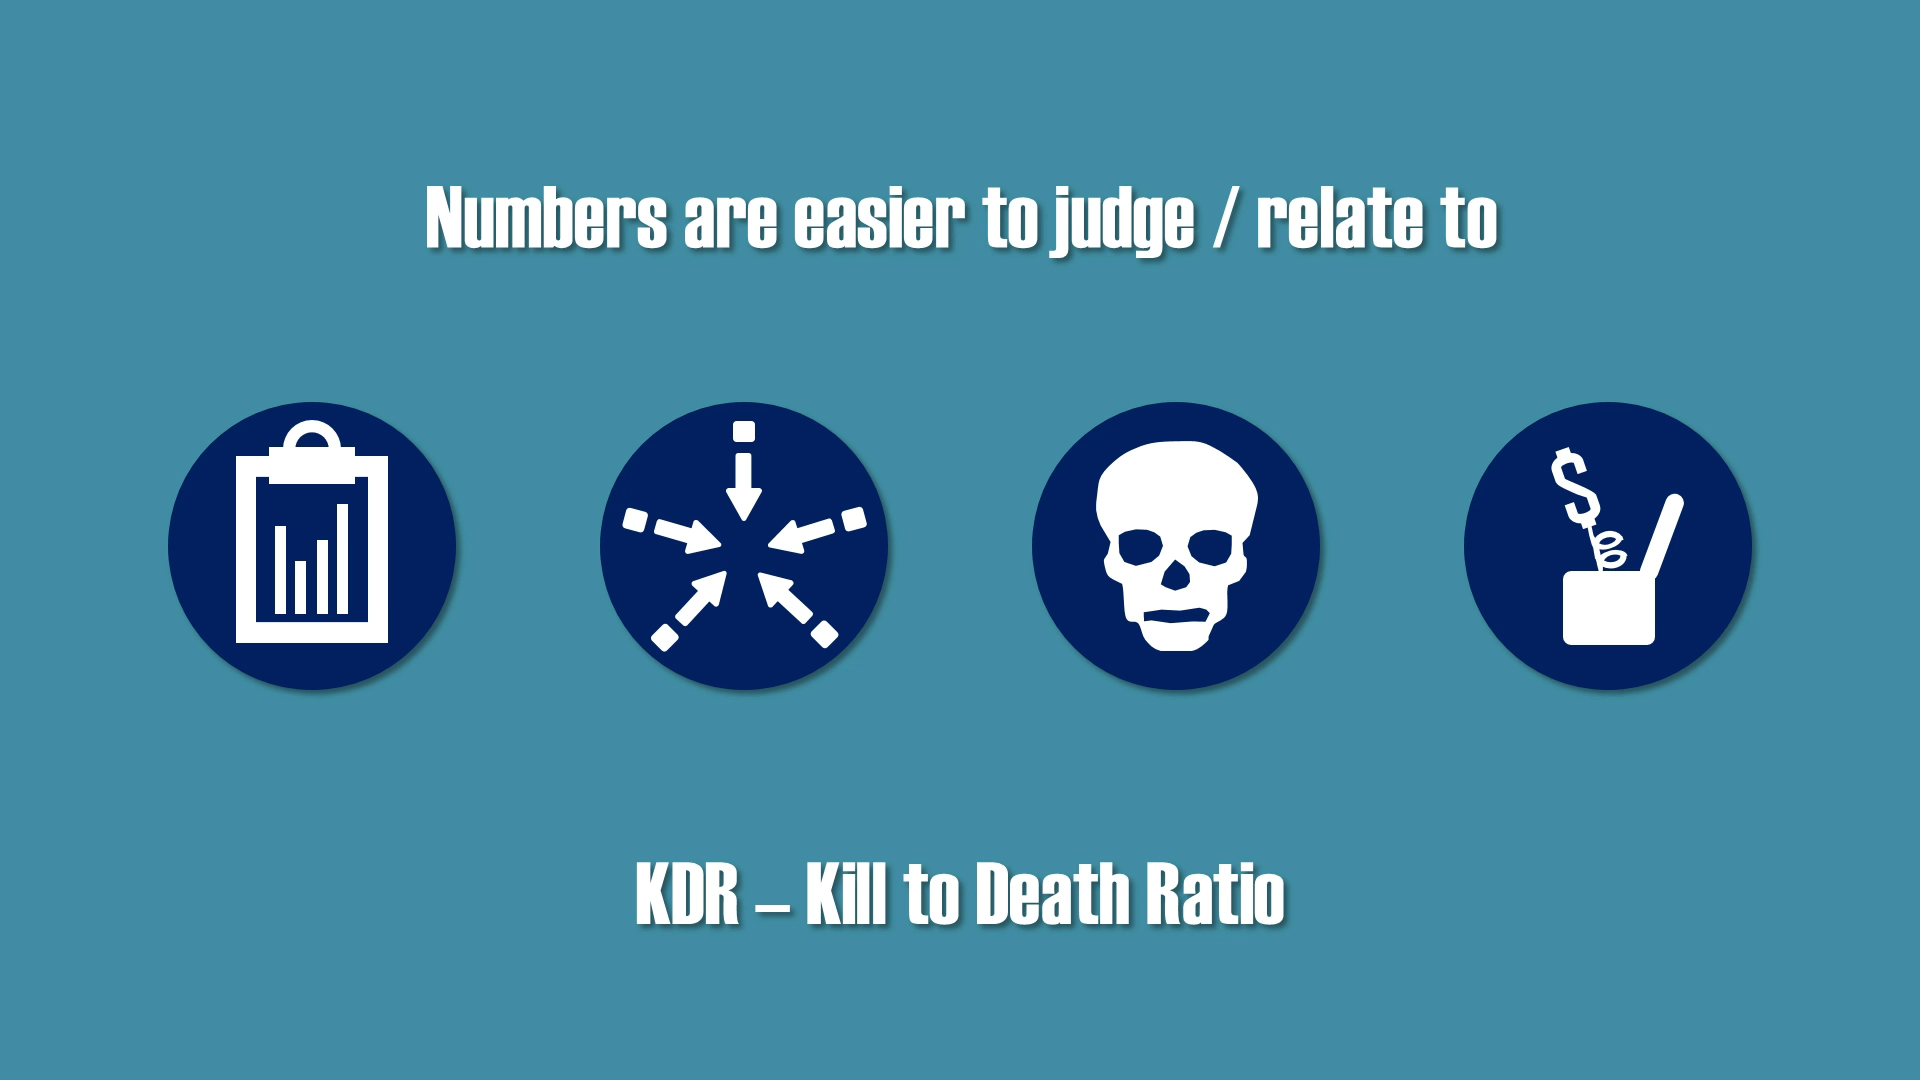 Numbers are easier to judge / relate to
KDR – Kill to Death Ratio